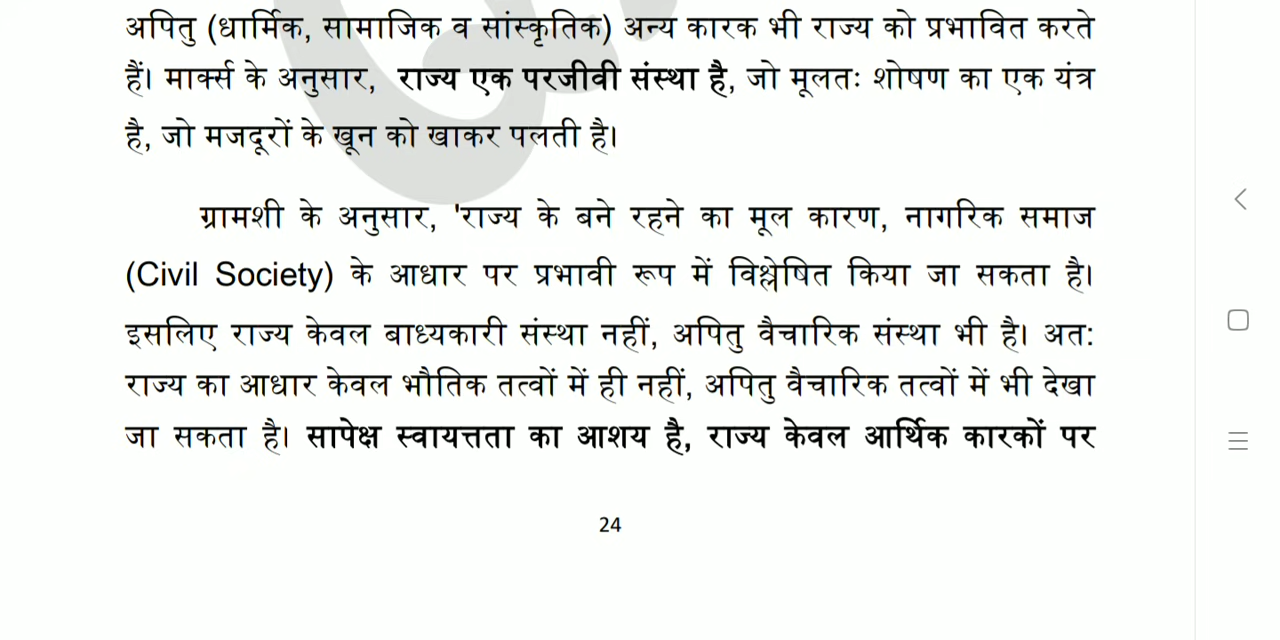 अपितु (धार्मिक, सामाजिक व सांस्कृतिक) अन्य कारक भी राज्य को प्रभावित करते
हैं। मार्क्स के अनुसार, राज्य एक परजीवी संस्था है, जो मूलतः शोषण का एक यंत्र
है, जो मजदूरों के खून को खाकर पलती है।
ग्रामशी के अनुसार, 'राज्य के बने रहने का मूल कारण, नागरिक समाज
(Civil Society) के आधार पर प्रभावी रूप में विश्लेषित किया जा सकता है।
इसलिए राज्य केवल बाध्यकारी संस्था नहीं, अपितु वैचारिक संस्था भी है। अत:
राज्य का आधार केवल भौतिक तत्वों में ही नहीं, अपितु वैचारिक तत्वों में भी देखा
जा सकता है। सापेक्ष स्वायत्तता का आशय है, राज्य केवल आर्थिक कारकों पर
24